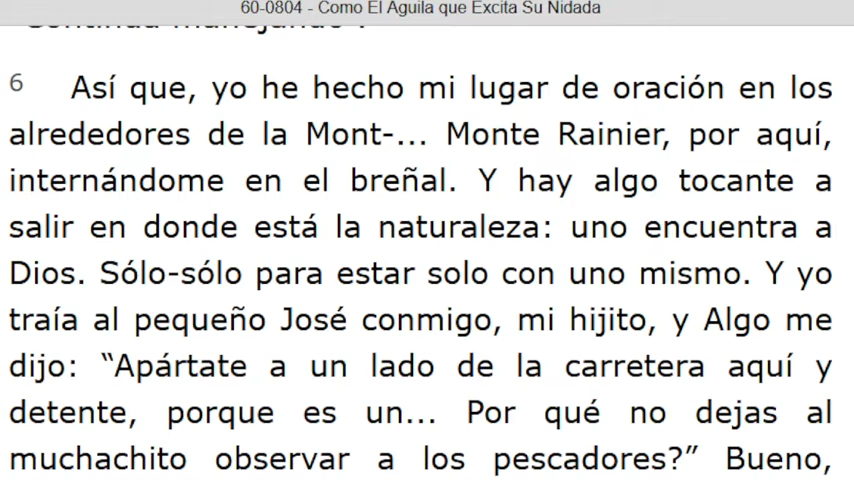 60-0804 - Como El Aguila que Excita Su Nidada
6 Así que, yo he hecho mi lugar de oración en los
alrededores de la Mont-... Monte Rainier, por aquí,
internándome en el breñal. Y hay algo tocante a
salir en donde está la naturaleza: uno encuentra a
Dios. Sólo-sólo para estar solo con uno mismo. Y yo
traía al pequeño José conmigo, mi hijito, y Algo me
dijo: “Apártate a un lado de la carretera aquí y
detente, porque es un... Por qué no dejas al
muchachito observar a los pescadores?” Bueno,